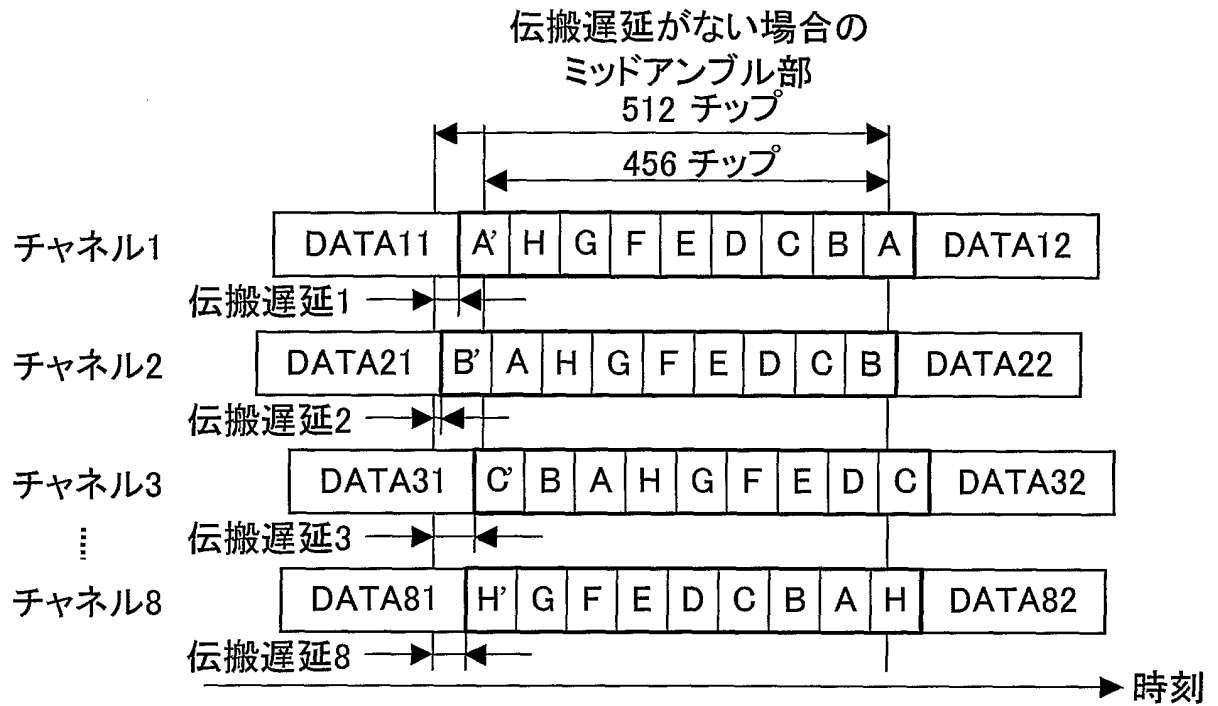 伝搬遅延がない場合の
ミッドアンブル部
512 チップ
456 チップ
チャネル1 DATA11 A' H G F E D C B A DATA12
伝搬遅延1
チャネル2 DATA21 B' A H G F E D C B DATA22
伝搬遅延2
チャネル3 DATA31 C' B A H G F E D C DATA32
伝搬遅延3
チャネル8 DATA81 H' G F E D C B A H DATA82
伝搬遅延8
時刻